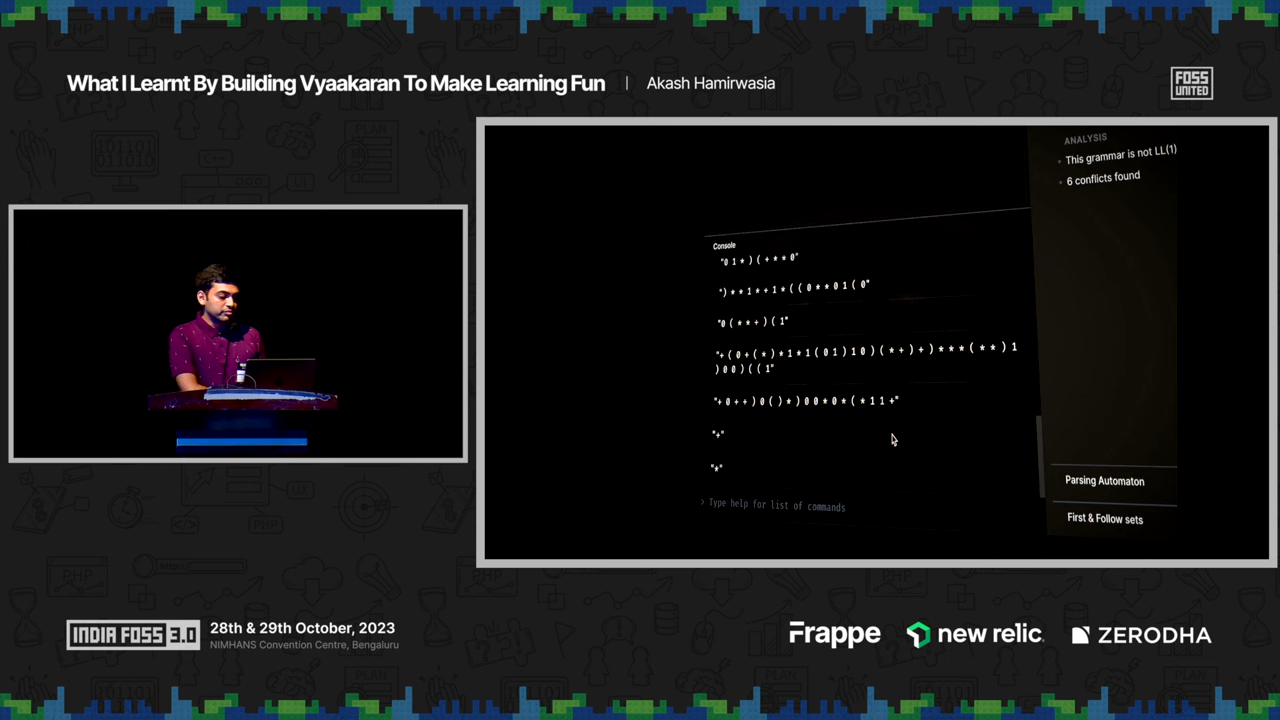 What I Learnt By Building Vyaakaran To Make Learning Fun | Akash Hamirwasia
FOSS
UNITED
ANALYSIS
This grammar is not LL(1)
6 conflicts found
Console
"0 1 * ) ( + * * 0"
") * * 1 * + 1 * ( ( 0 * * 0 1 ( 0"
"0 ( * * + ) ( 1"
"+ ( 0 + ( * ) * 1 * 1 ( 0 1 ) 1 0 ) ( * + ) + ) * * * ( * * ) 1
) 0 0 ) ( ( 1"
"+ 0 + + ) 0 ( ) * ) 0 0 * 0 * ( * 1 1 +"
"+"
"*"
> Type help for list of commands
Parsing Automaton
First & Follow sets
INDIA FOSS 3.0
28th & 29th October, 2023
NIMHANS Convention Centre, Bengaluru
Frappe
new relic
ZERODHA